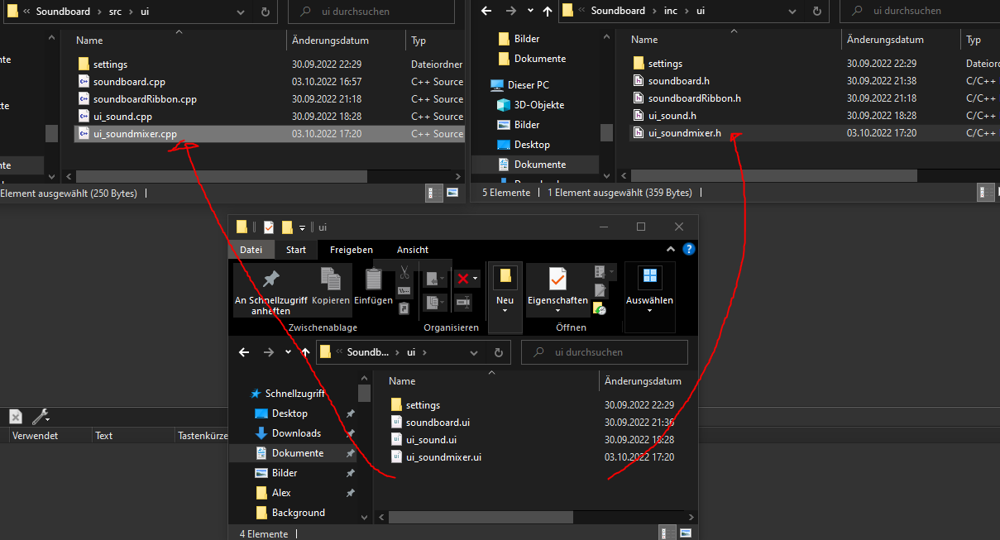 Soundboard › src › ui
ui durchsuchen
Name Änderungsdatum Typ
settings 30.09.2022 22:29 Dateiordner
soundboard.cpp 03.10.2022 16:57 C++ Source
soundboardRibbon.cpp 30.09.2022 21:18 C++ Source
ui_sound.cpp 30.09.2022 18:28 C++ Source
ui_soundmixer.cpp 03.10.2022 17:20 C++ Source
Element ausgewählt (250 Bytes)
Soundboard › inc › ui
ui durchsuchen
Bilder
Dokumente
Dieser PC
3D-Objekte
Bilder
Desktop
Dokumente
Name Änderungsdatum Typ
settings 30.09.2022 22:29 Dateiord
soundboard.h 30.09.2022 21:38 C/C++
soundboardRibbon.h 30.09.2022 21:18 C/C++
ui_sound.h 30.09.2022 18:28 C/C++
ui_soundmixer.h 03.10.2022 17:20 C/C++
5 Elemente 1 Element ausgewählt (359 Bytes)
ui
Datei Start Freigeben Ansicht
An Schnellzugriff anheften
Kopieren
Einfügen
Zwischenablage
Organisieren
Neu
Eigenschaften
Öffnen
Auswählen
Soundb... › ui ›
ui durchsuchen
Schnellzugriff
Desktop
Downloads
Dokumente
Bilder
Alex
Background
Name Änderungsdatum
settings 30.09.2022 22:29
soundboard.ui 30.09.2022 21:36
ui_sound.ui 30.09.2022 18:28
ui_soundmixer.ui 03.10.2022 17:20
4 Elemente
Verwendet Text Tastenkürze